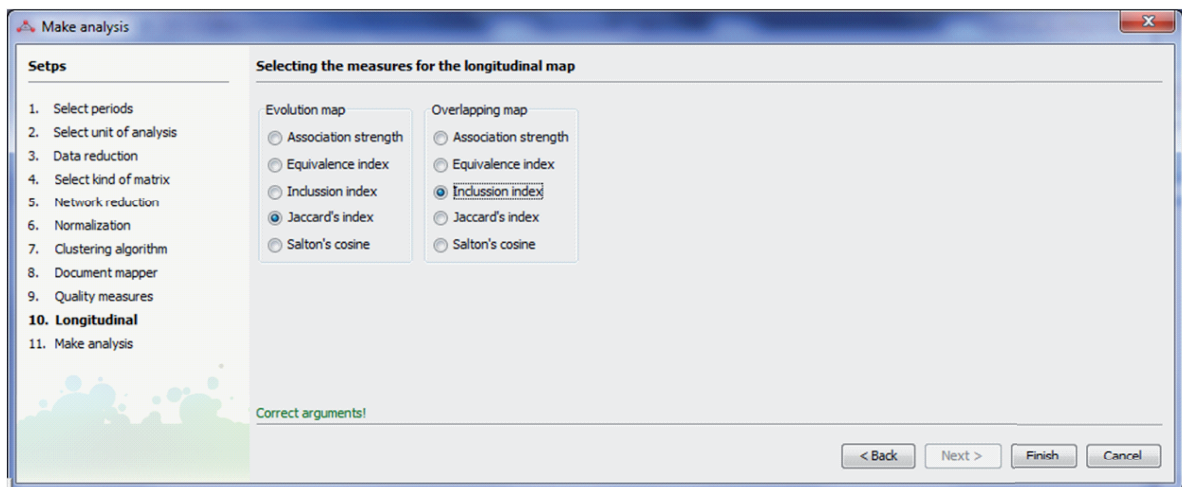 Make analysis
Setps
1. Select periods
2. Select unit of analysis
3. Data reduction
4. Select kind of matrix
5. Network reduction
6. Normalization
7. Clustering algorithm
8. Document mapper
9. Quality measures
10. Longitudinal
11. Make analysis
Selecting the measures for the longitudinal map
Evolution map
Association strength
Equivalence index
Inclussion index
Jaccard's index
Salton's cosine
Overlapping map
Association strength
Equivalence index
Inclussion index
Jaccard's index
Salton's cosine
Correct arguments!
< Back Next > Finish Cancel